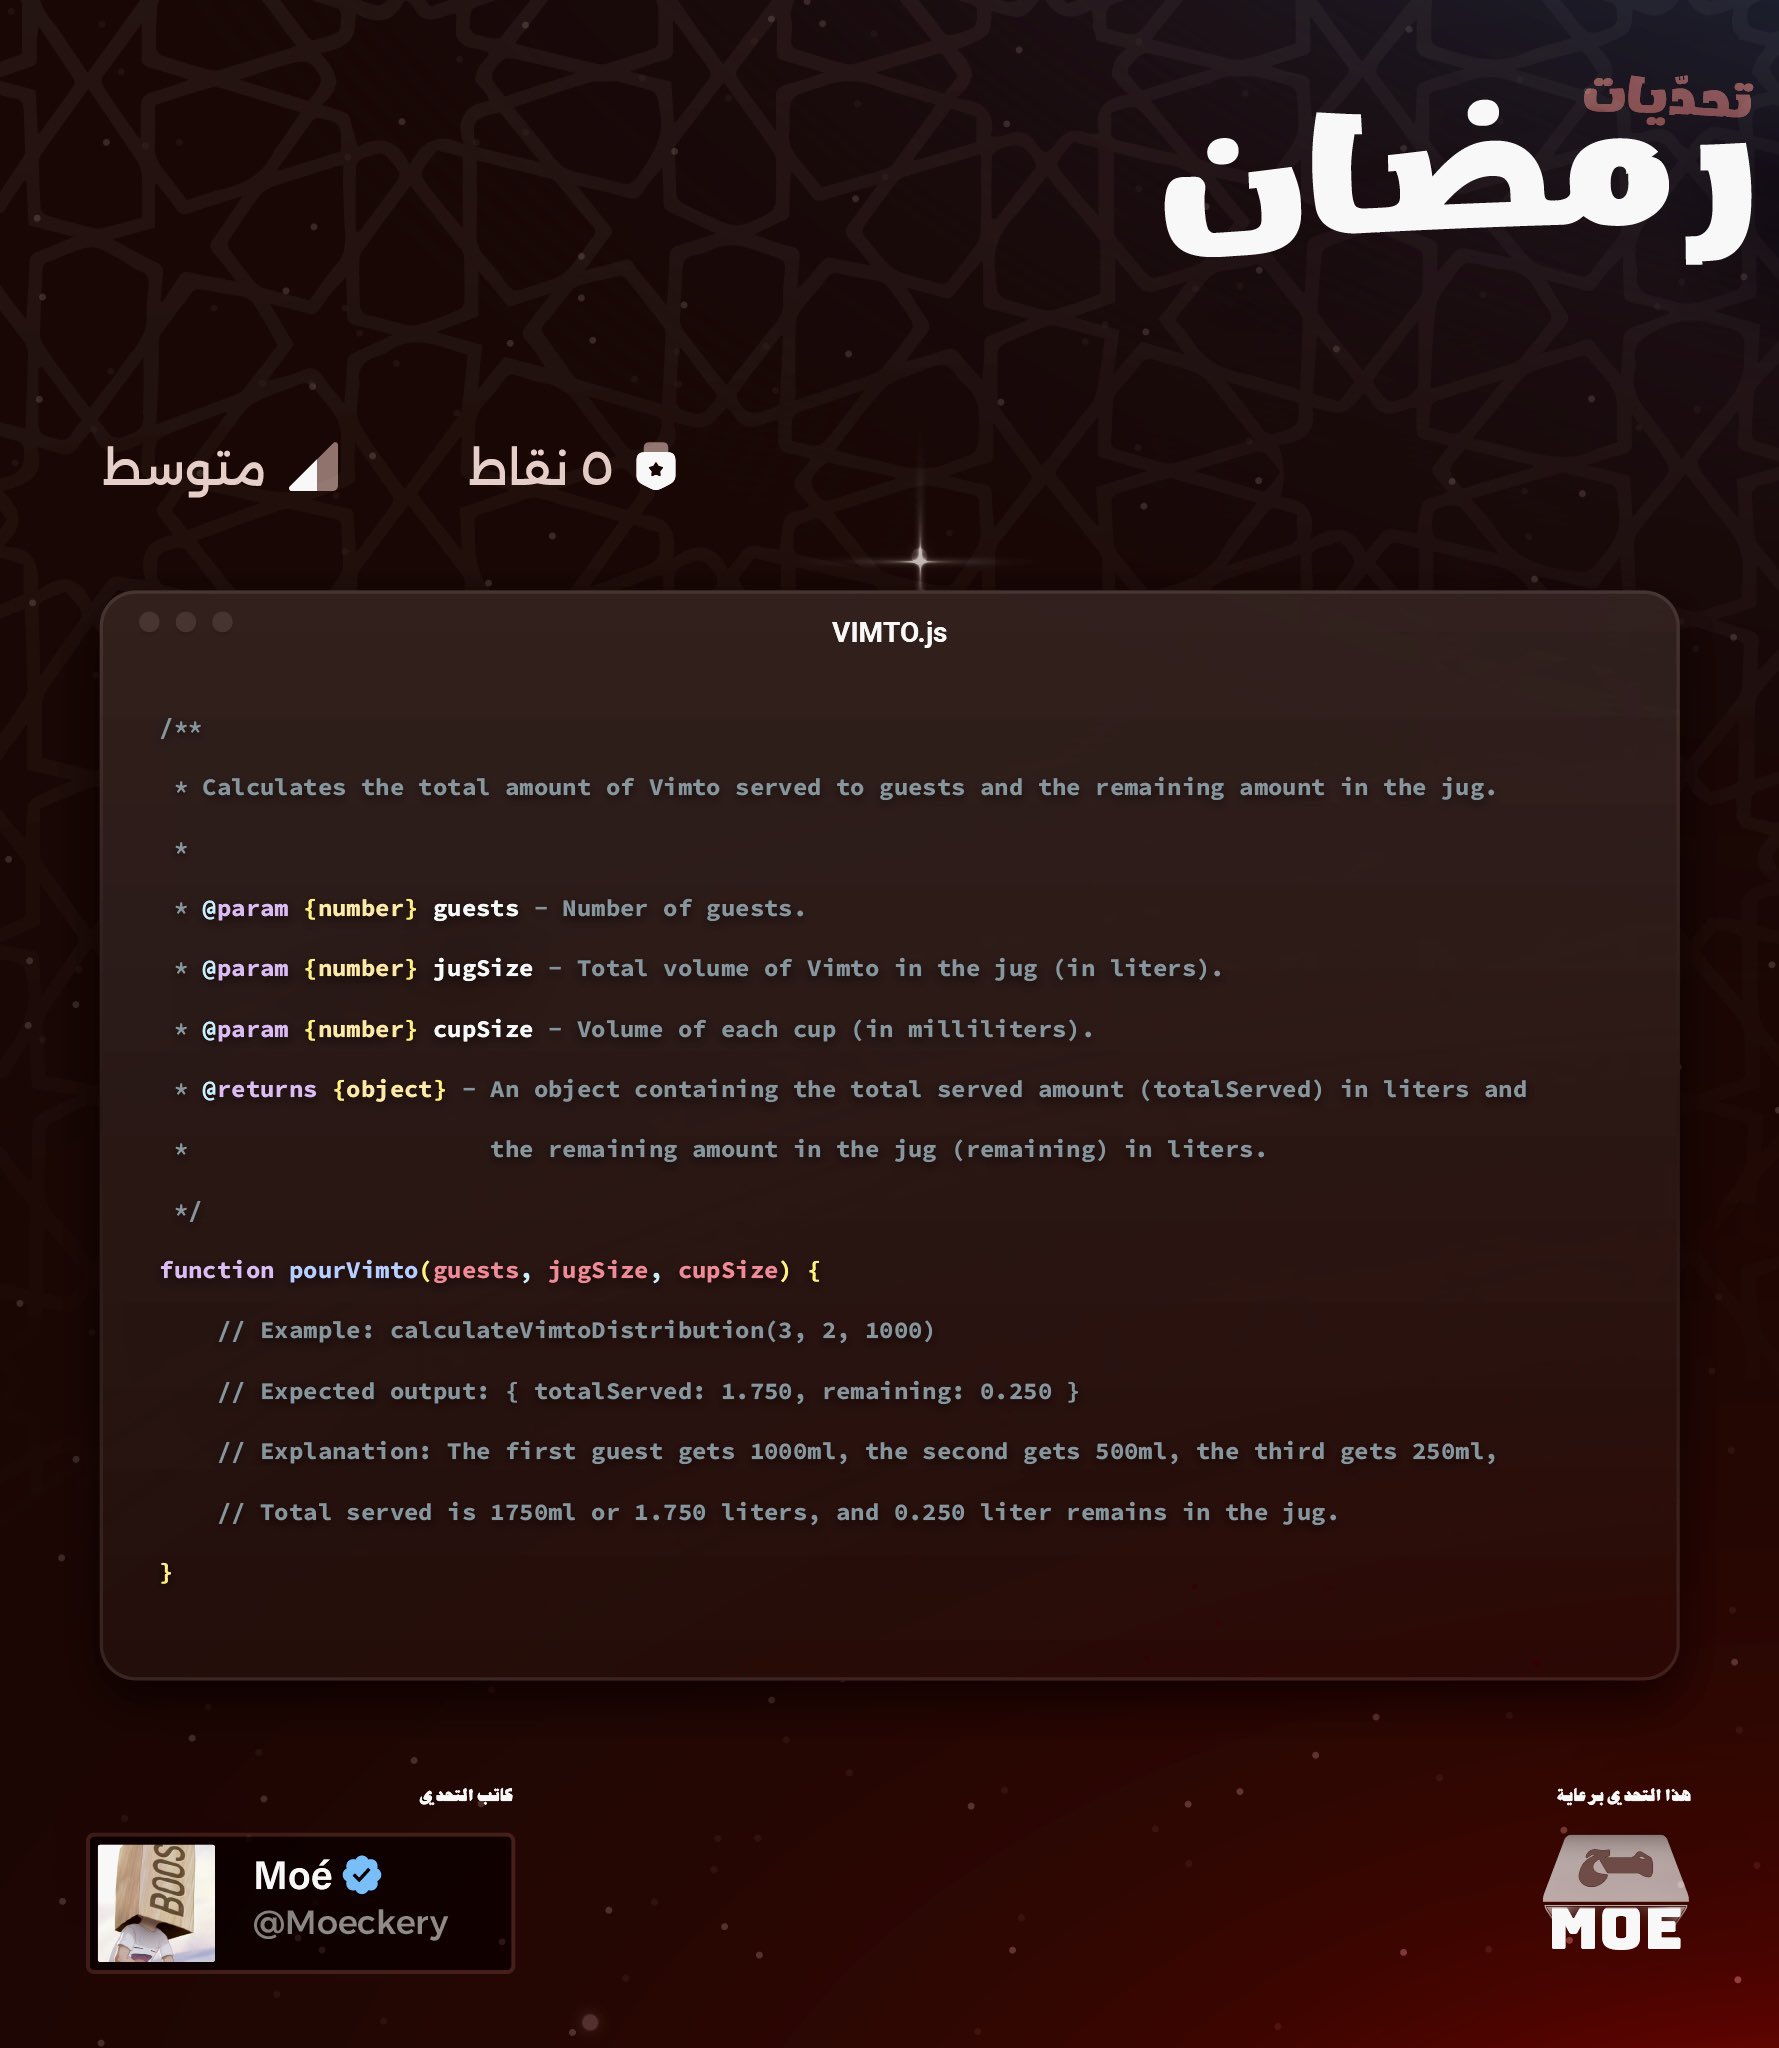 تحدّيات
رمضان
٥ نقاط
متوسط
VIMTO.js
/**
 * Calculates the total amount of Vimto served to guests and the remaining amount in the jug.
 *
 * @param {number} guests - Number of guests.
 * @param {number} jugSize - Total volume of Vimto in the jug (in liters).
 * @param {number} cupSize - Volume of each cup (in milliliters).
 * @returns {object} - An object containing the total served amount (totalServed) in liters and
 *                     the remaining amount in the jug (remaining) in liters.
 */
function pourVimto(guests, jugSize, cupSize) {
    // Example: calculateVimtoDistribution(3, 2, 1000)
    // Expected output: { totalServed: 1.750, remaining: 0.250 }
    // Explanation: The first guest gets 1000ml, the second gets 500ml, the third gets 250ml,
    // Total served is 1750ml or 1.750 liters, and 0.250 liter remains in the jug.
}
هذا التحدي برعاية
MOE
كاتب التحدي
BOOS
Moé
@Moeckery